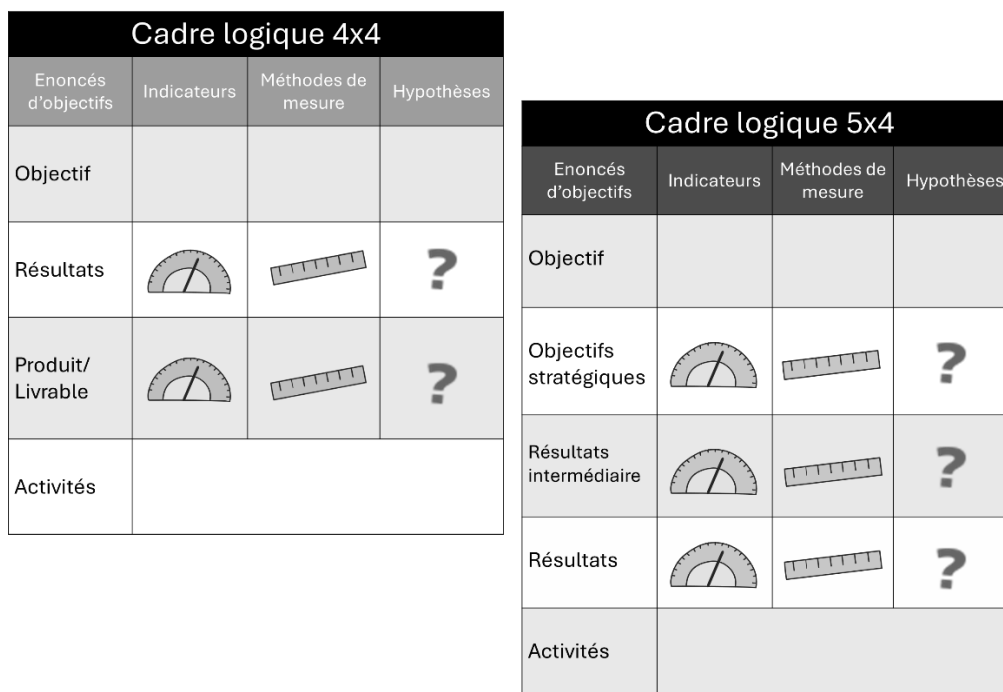 Cadre logique 4x4
Enoncés
d'objectifs
Indicateurs
Méthodes de
mesure
Hypothèses
Objectif
Résultats
?
Produit/
Livrable
?
Activités
Cadre logique 5x4
Enoncés
d'objectifs
Indicateurs
Méthodes de
mesure
Hypothèses
Objectif
Objectifs
stratégiques
?
Résultats
intermédiaire
?
Résultats
?
Activités